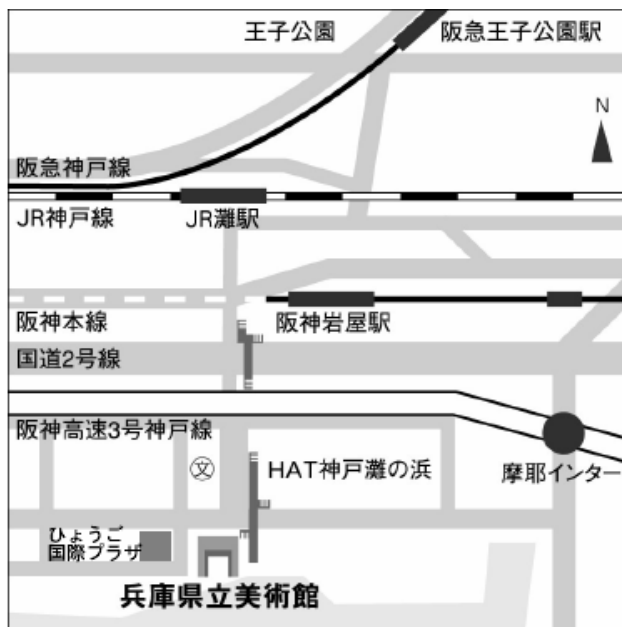 王子公園
阪急王子公園駅
N
阪急神戸線
JR神戸線
JR灘駅
阪神本線
阪神岩屋駅
国道2号線
阪神高速3号神戸線
文
HAT神戸灘の浜
摩耶インター
ひょうご
国際プラザ
兵庫県立美術館